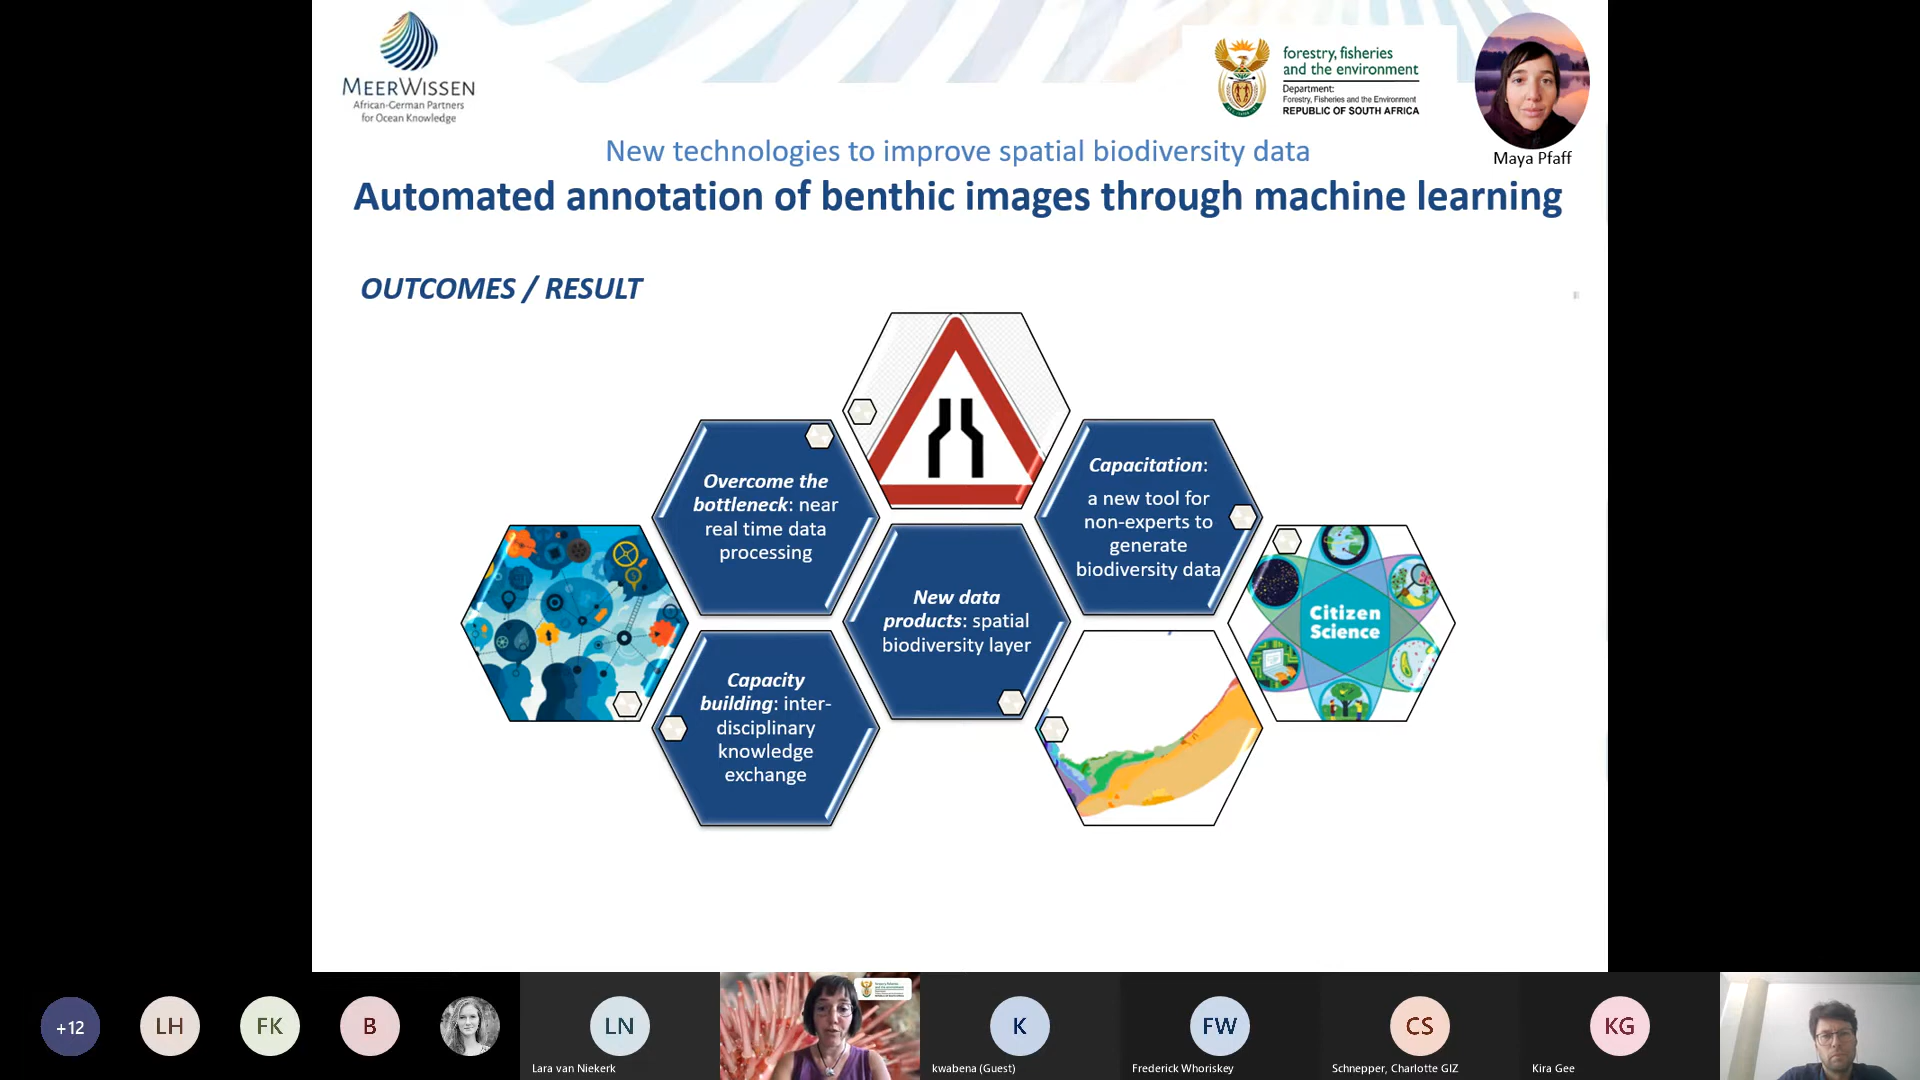 MEERWISSEN
African-German Partners
for Ocean Knowledge
forestry, fisheries
and the environment
Department:
Forestry, Fisheries and the Environment
REPUBLIC OF SOUTH AFRICA
Maya Pfaff
New technologies to improve spatial biodiversity data
Automated annotation of benthic images through machine learning
OUTCOMES / RESULT
Overcome the
bottleneck: near
real time data
processing
Capacitation:
a new tool for
non-experts to
generate
biodiversity data
New data
products: spatial
biodiversity layer
Citizen
Science
Capacity
building: inter-
disciplinary
knowledge
exchange
+12
LH
FK
B
LN
Lara van Niekerk
K
kwabena (Guest)
FW
Frederick Whoriskey
CS
Schnepper, Charlotte GIZ
KG
Kira Gee